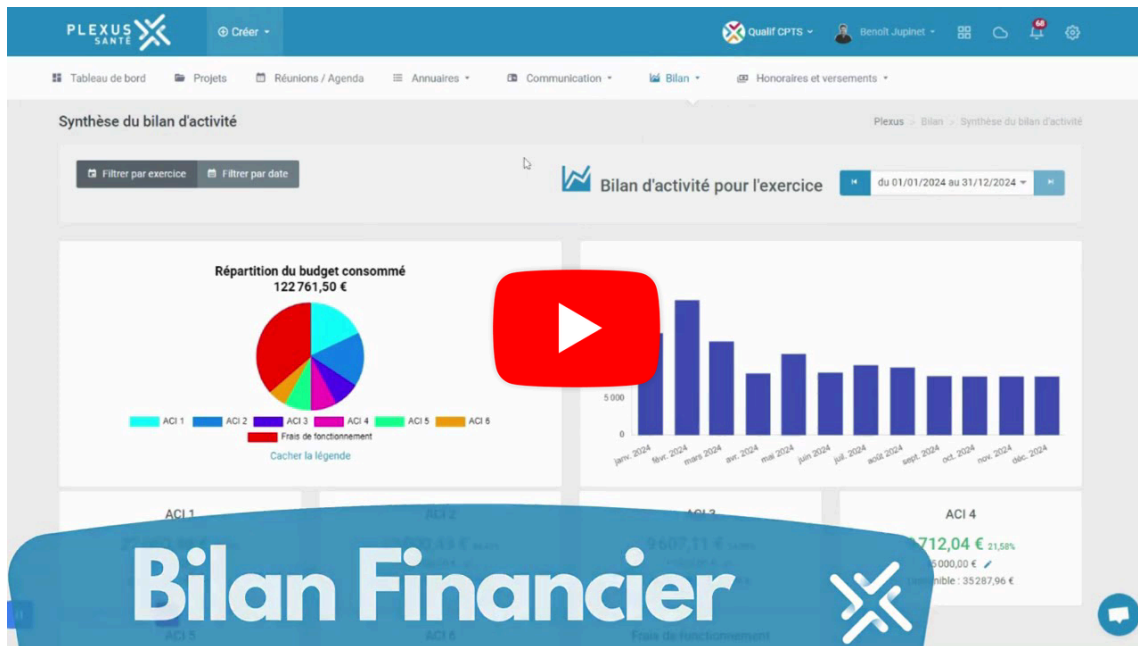 PLEXUS
SANTÉ
Créer
Qualif CPTS
Benoît Jupinet
68
Tableau de bord
Projets
Réunions / Agenda
Annuaires
Communication
Bilan
Honoraires et versements
Synthèse du bilan d'activité
Plexus > Bilan > Synthèse du bilan d'activité
Filtrer par exercice
Filtrer par date
Bilan d'activité pour l'exercice
du 01/01/2024 au 31/12/2024
Répartition du budget consommé
122 761,50 €
ACI 1
ACI 2
ACI 3
ACI 4
ACI 5
ACI 6
Frais de fonctionnement
Cacher la légende
5 000
0
janv. 2024
févr. 2024
mars 2024
avr. 2024
mai 2024
juin 2024
juil. 2024
août 2024
sept. 2024
oct. 2024
nov. 2024
déc. 2024
ACI 1
ACI 2
ACI 3
ACI 4
9 607,11 €
712,04 € 21,58%
5 000,00 €
: 35 287,96 €
Bilan Financier
ACI 5
ACI 6
Frais de fonctionnement